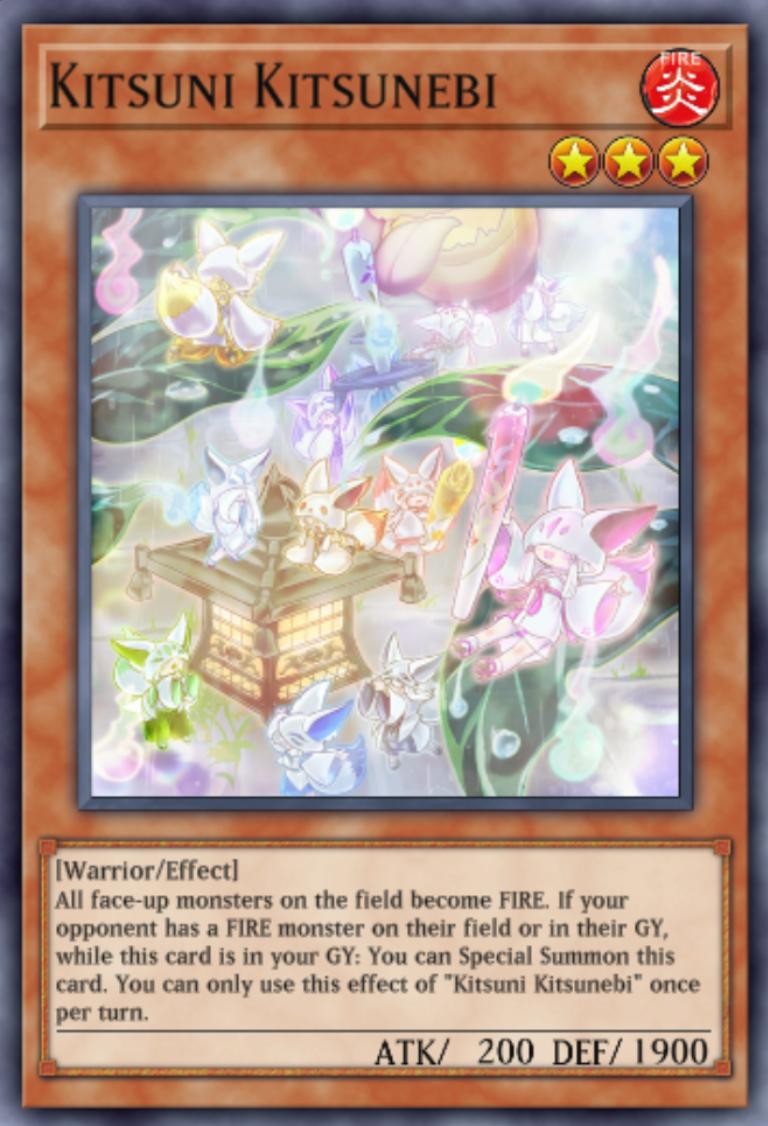 KITSUNI KITSUNEBI
FIRE
炎
[Warrior/Effect]
All face-up monsters on the field become FIRE. If your
opponent has a FIRE monster on their field or in their GY,
while this card is in your GY: You can Special Summon this
card. You can only use this effect of "Kitsuni Kitsunebi" once
per turn.
ATK/ 200 DEF/ 1900